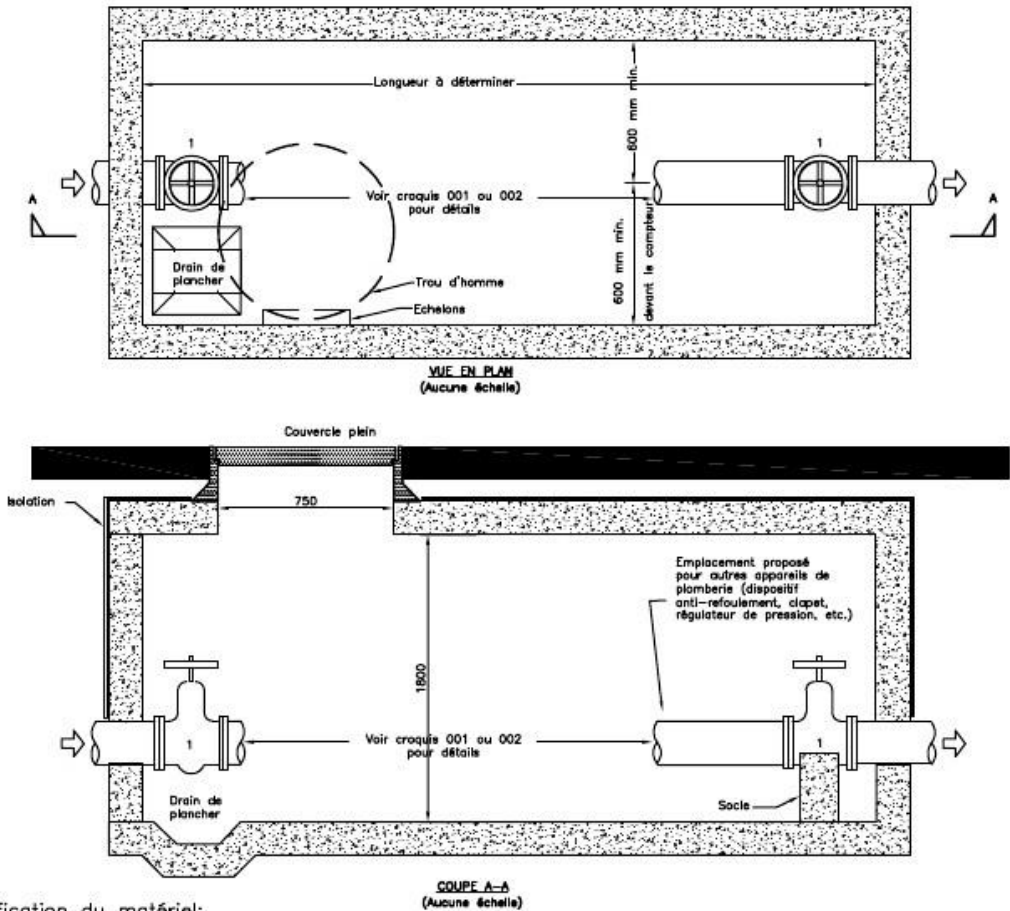 Longueur à déterminer
600 mm min.
1
1
Voir croquis 001 ou 002
pour détails
A
A
600 mm min.
devant le compteur
Drain de
plancher
Trou d'homme
Echelons
VUE EN PLAN
(Aucune échelle)
Couvercle plein
Isolation
750
Emplacement proposé
pour autres appareils de
plomberie (dispositif
anti-refoulement, clapet,
régulateur de pression, etc.)
1800
1
Voir croquis 001 ou 002
pour détails
1
Drain de
plancher
Socle
COUPE A-A
(Aucune échelle)